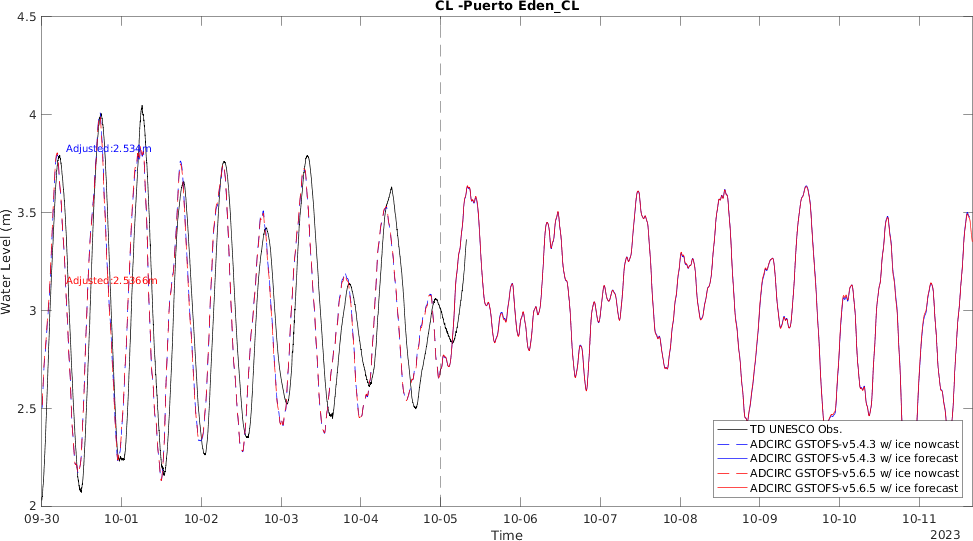 CL -Puerto Eden_CL
4.5
4
3.5
3
2.5
2
Water Level (m)
Adjusted:2.534m
Adjusted:2.5366m
TD UNESCO Obs.
ADCIRC GSTOFS-v5.4.3 w/ ice nowcast
ADCIRC GSTOFS-v5.4.3 w/ ice forecast
ADCIRC GSTOFS-v5.6.5 w/ ice nowcast
ADCIRC GSTOFS-v5.6.5 w/ ice forecast
09-30 10-01 10-02 10-03 10-04 10-05 10-06 10-07 10-08 10-09 10-10 10-11
Time
2023